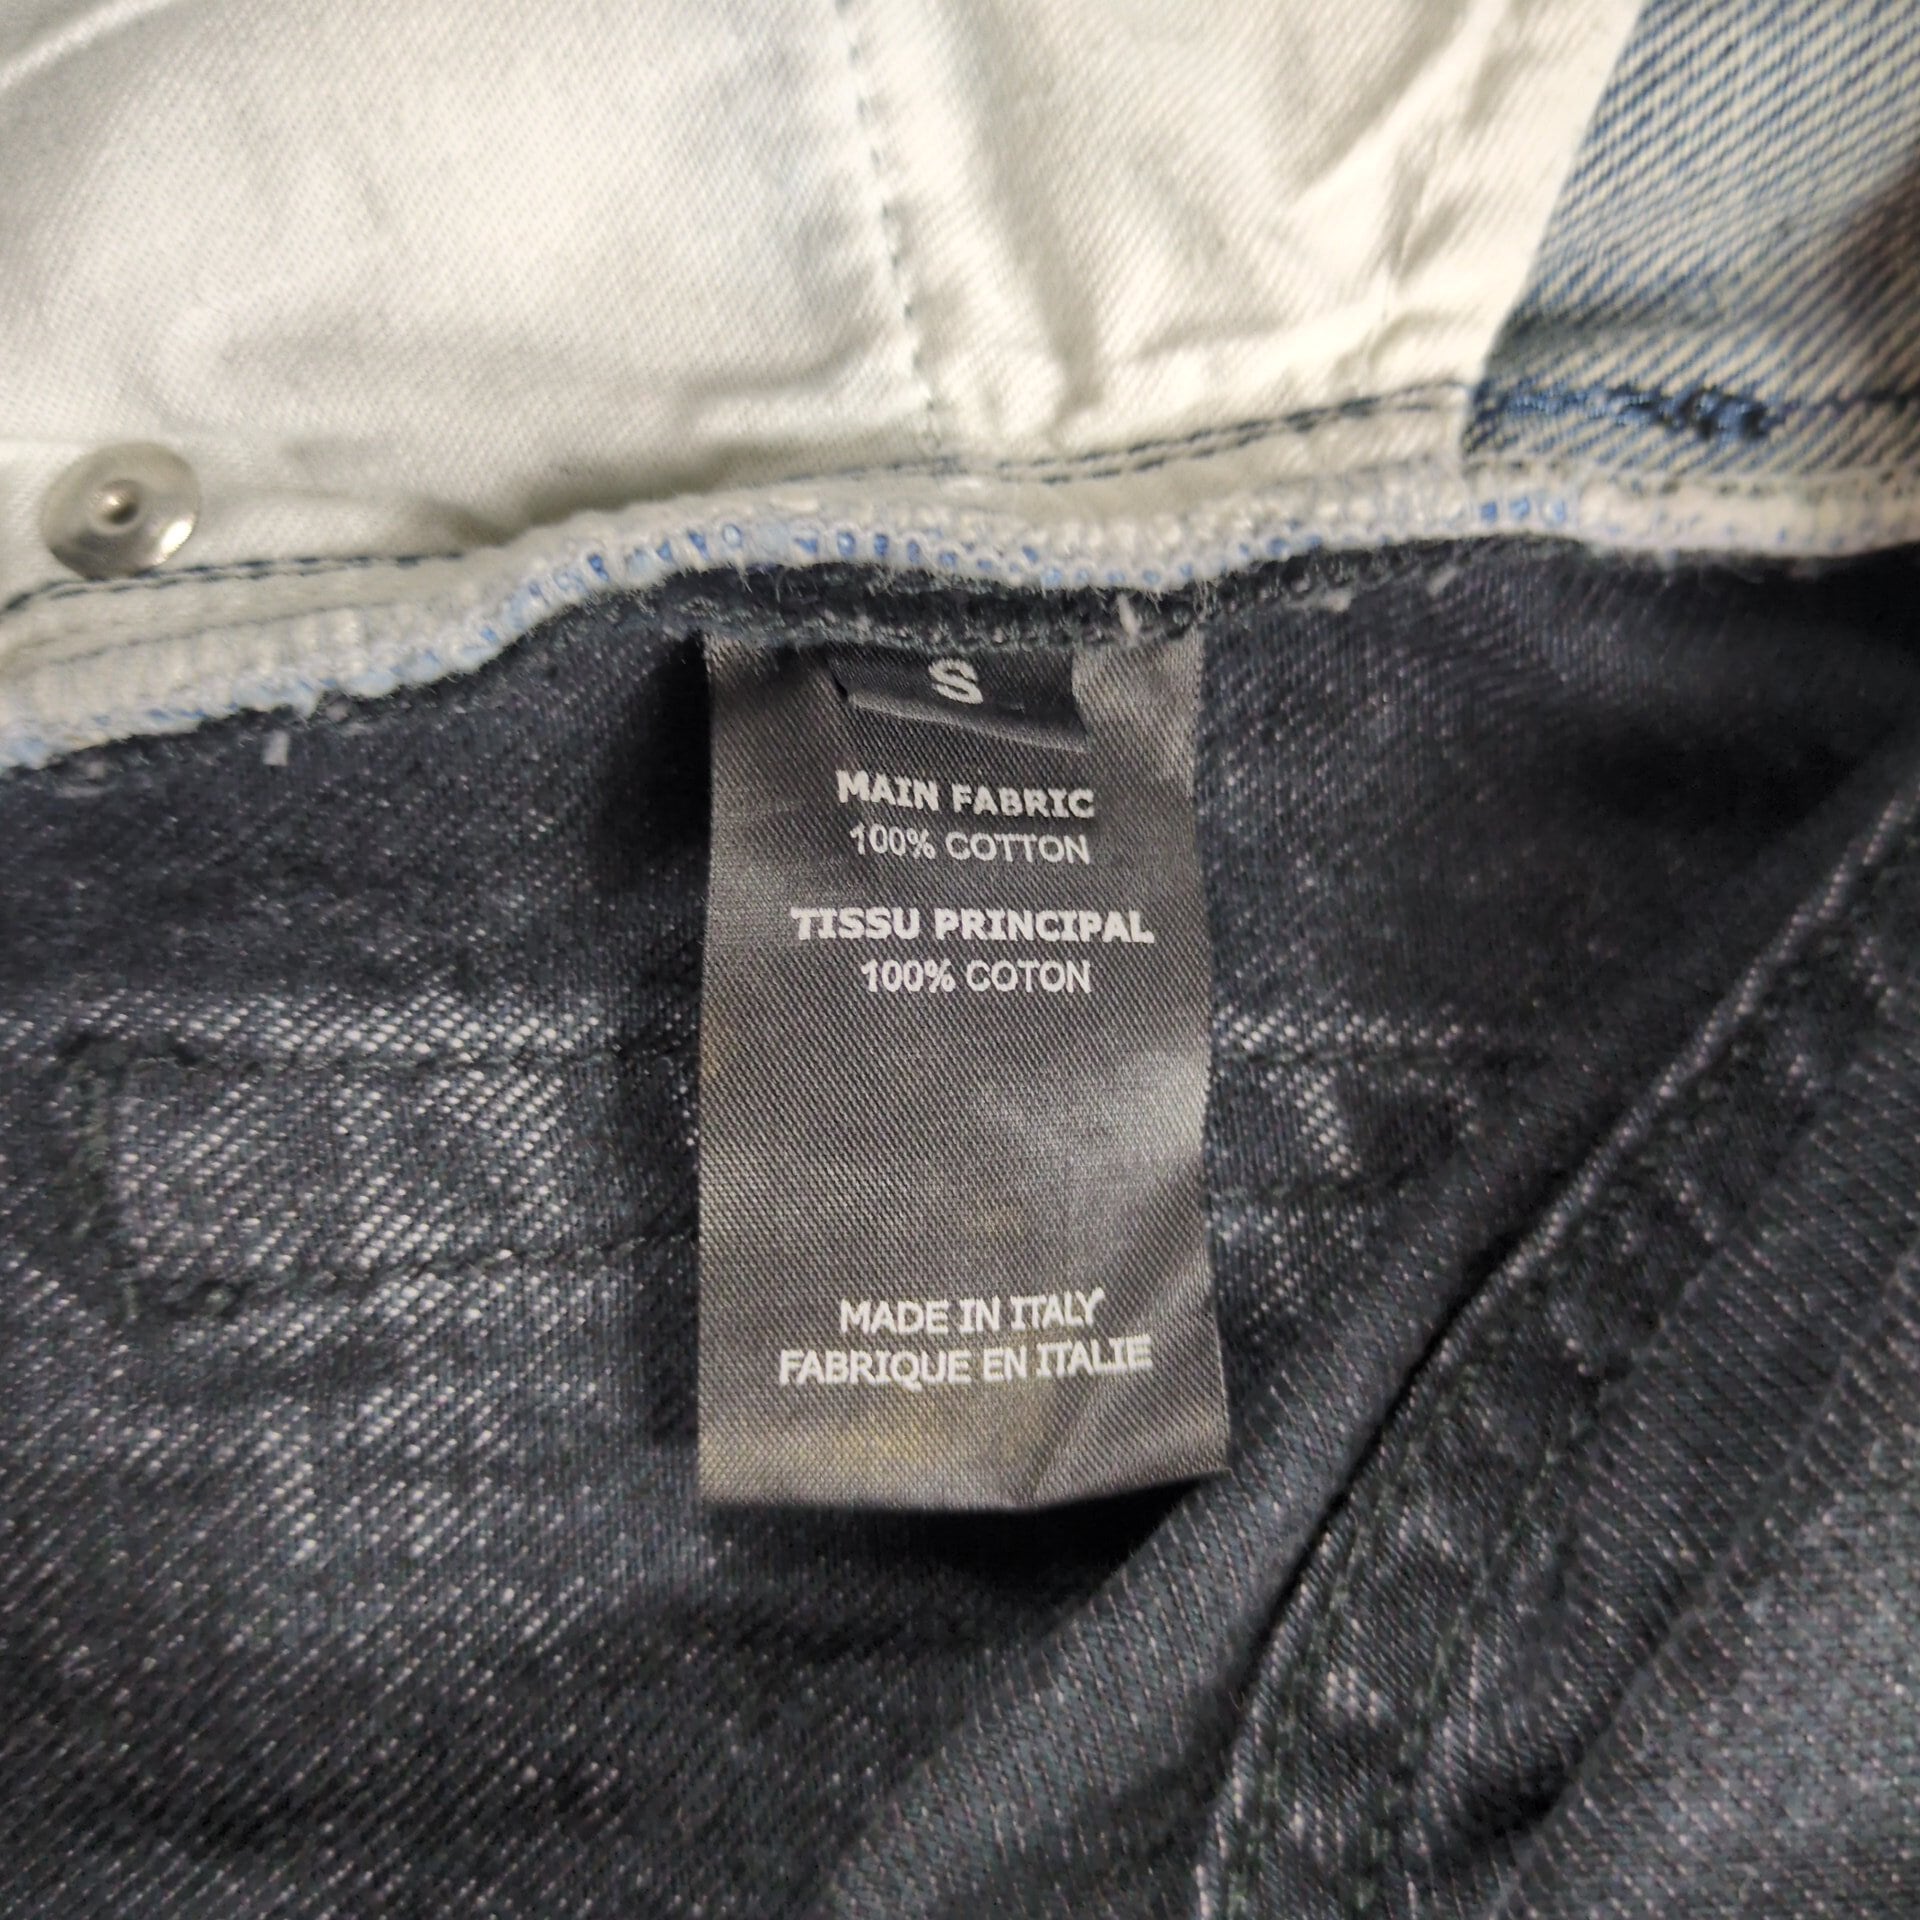 S
MAIN FABRIC
100% COTTON
TISSU PRINCIPAL
100% COTON
MADE IN ITALY
FABRIQUE EN ITALIE